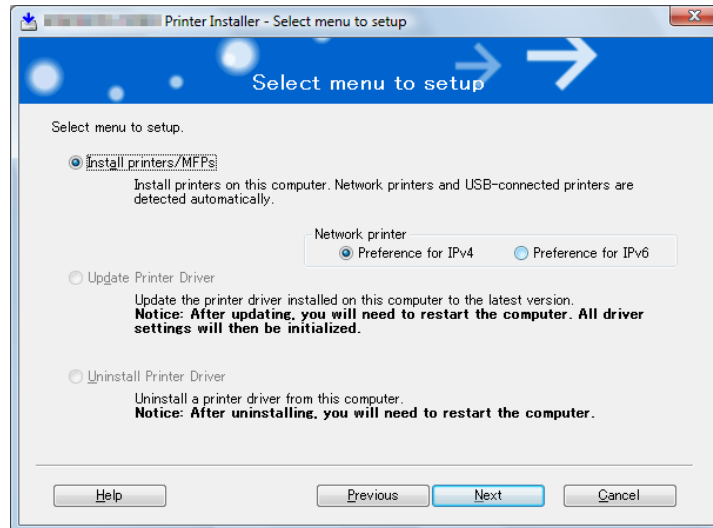 Printer Installer - Select menu to setup
Select menu to setup
Select menu to setup.
Install printers/MFPs
Install printers on this computer. Network printers and USB-connected printers are
detected automatically.
Network printer
Preference for IPv4 Preference for IPv6
Update Printer Driver
Update the printer driver installed on this computer to the latest version.
Notice: After updating, you will need to restart the computer. All driver
settings will then be initialized.
Uninstall Printer Driver
Uninstall a printer driver from this computer.
Notice: After uninstalling, you will need to restart the computer.
Help Previous Next Cancel